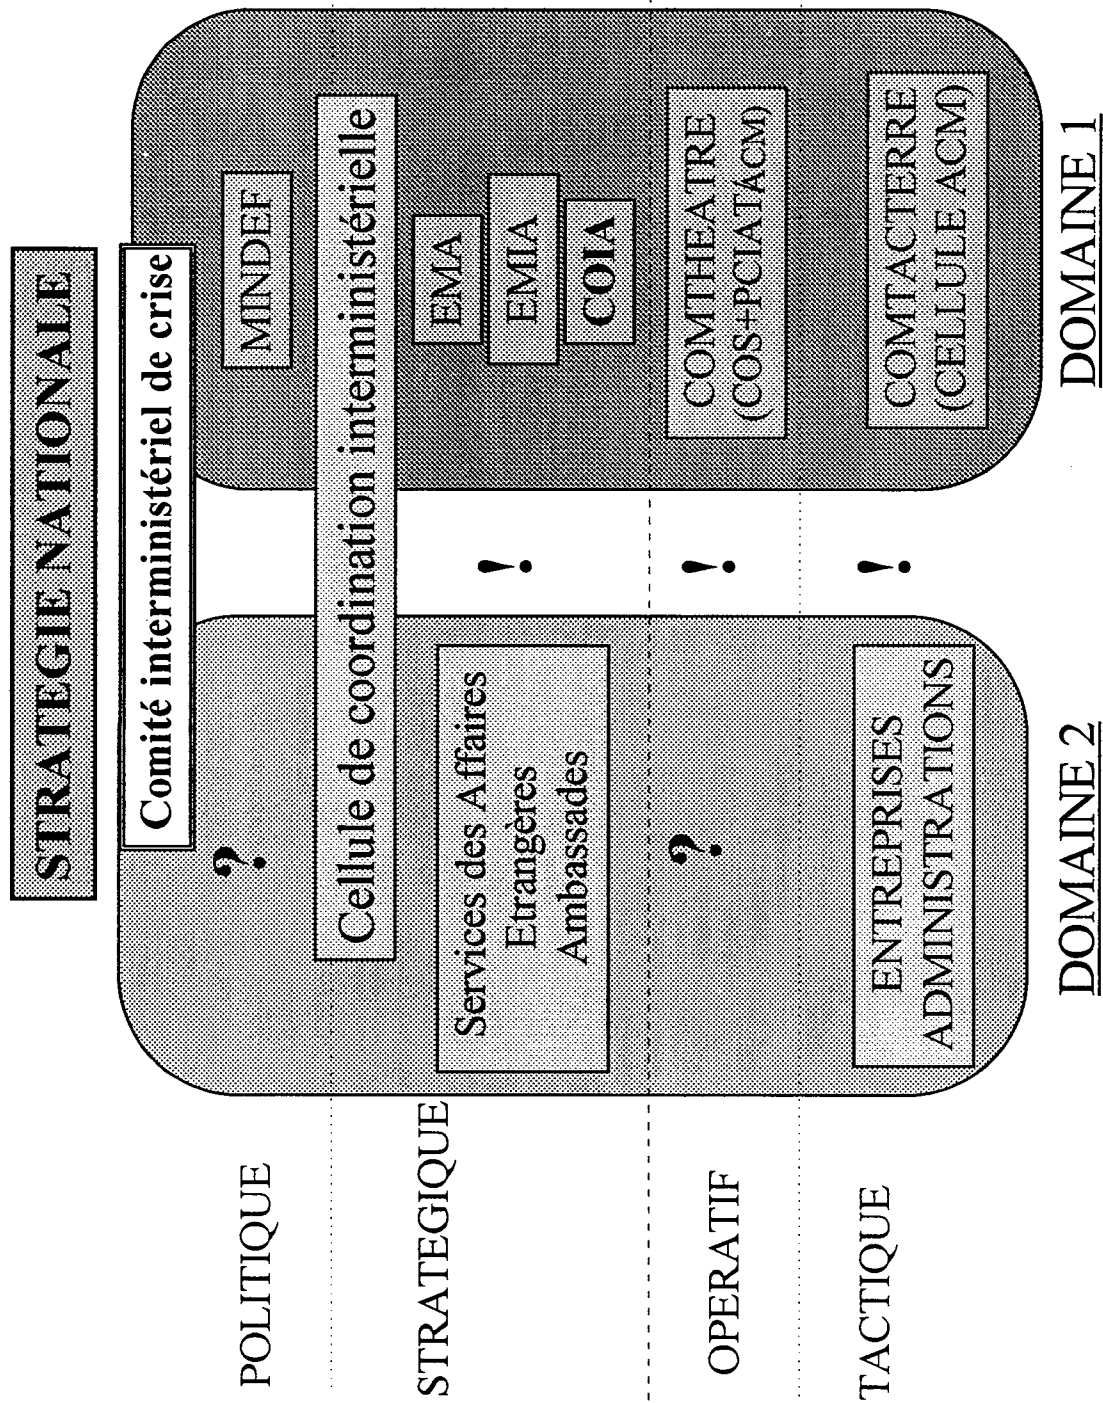 STRATEGIE NATIONALE
Comité interministériel de crise
POLITIQUE
?
MINDEF
Cellule de coordination interministérielle
STRATEGIQUE
Services des Affaires
Etrangères
Ambassades
!
EMA
EMIA
COIA
OPERATIF
?
!
COMTHEATRE
(COS+PCIATACM)
TACTIQUE
ENTREPRISES
ADMINISTRATIONS
!
COMTACTERRE
(CELLULE ACM)
DOMAINE 2
DOMAINE 1